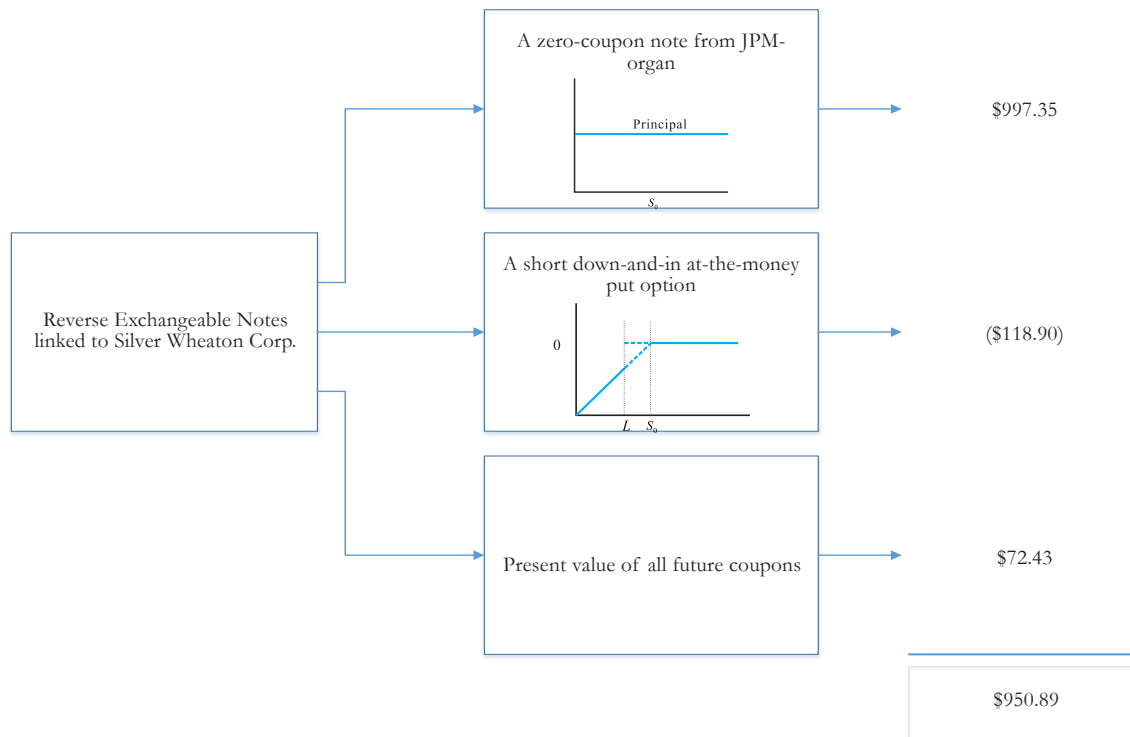 A zero-coupon note from JPM-
organ
Principal
S₀
$997.35
Reverse Exchangeable Notes
linked to Silver Wheaton Corp.
A short down-and-in at-the-money
put option
0
L S₀
($118.90)
Present value of all future coupons
$72.43
$950.89